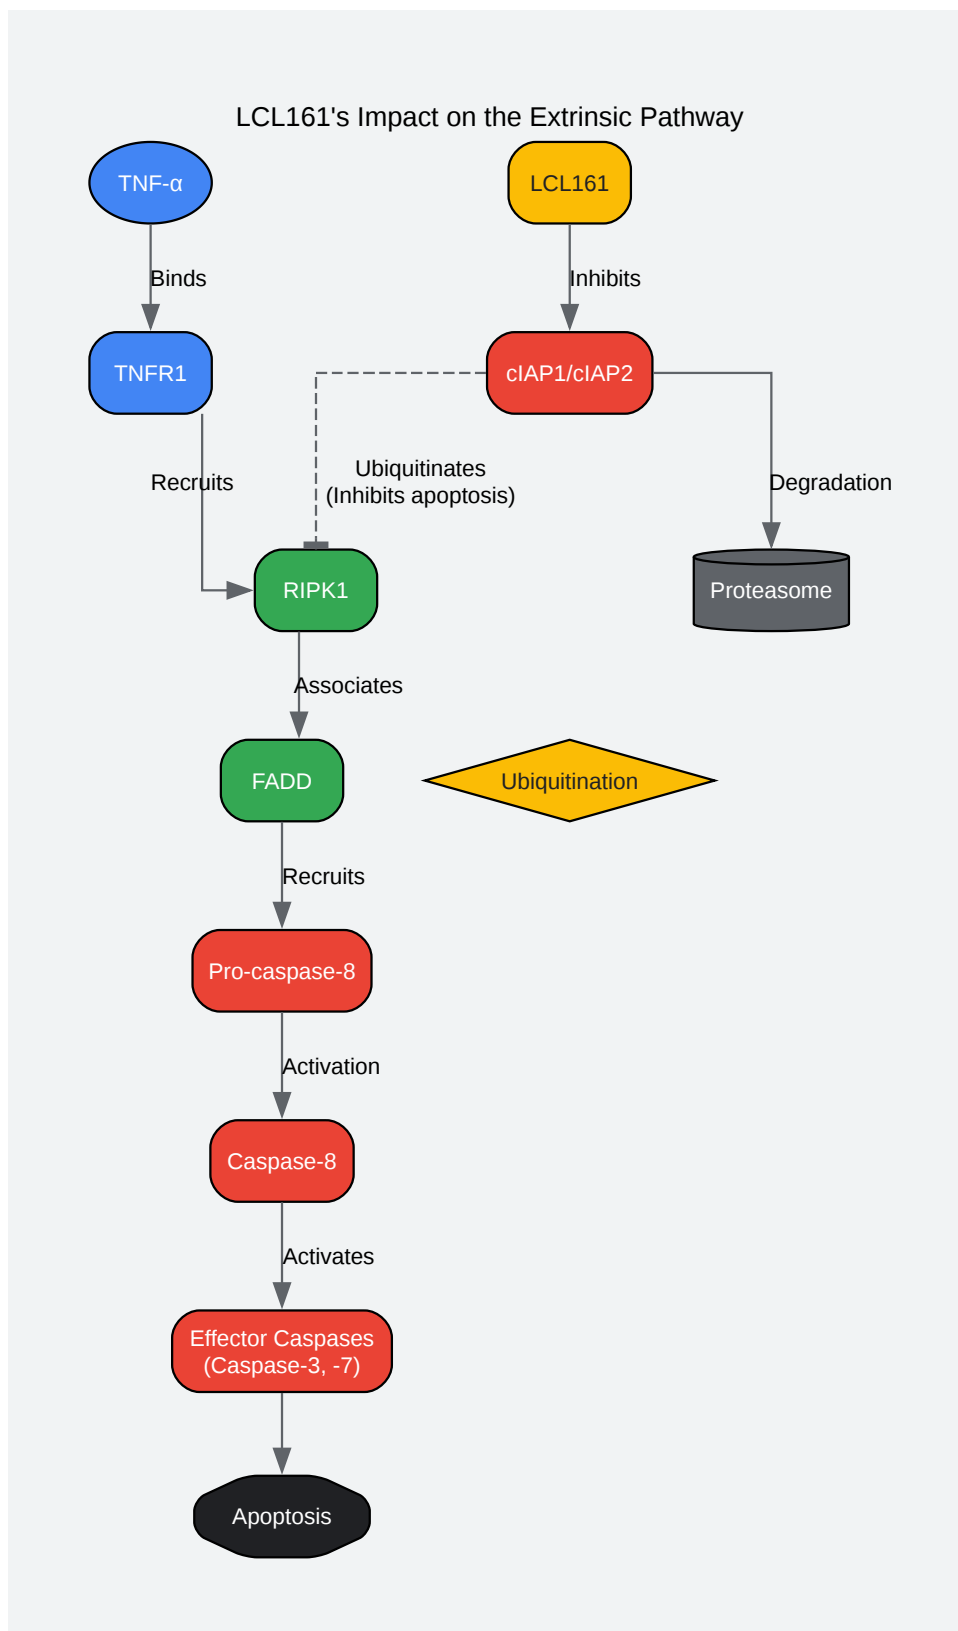 LCL161's Impact on the Extrinsic Pathway
TNF-α
LCL161
Binds
Inhibits
TNFR1
cIAP1/cIAP2
Recruits
Ubiquitinates
(Inhibits apoptosis)
Degradation
RIPK1
Proteasome
Associates
FADD
Ubiquitination
Recruits
Pro-caspase-8
Activation
Caspase-8
Activates
Effector Caspases
(Caspase-3, -7)
Apoptosis